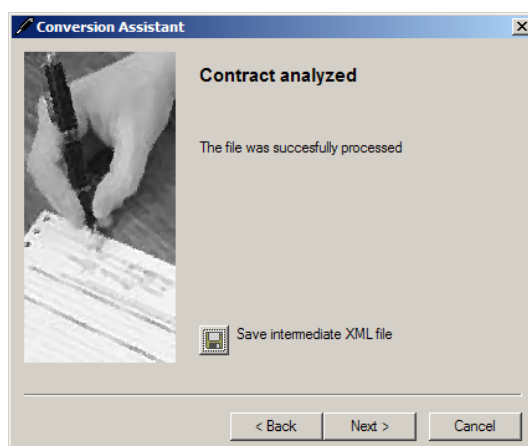 Conversion Assistant
Contract analyzed
The file was succesfully processed
Save intermediate XML file
< Back
Next >
Cancel